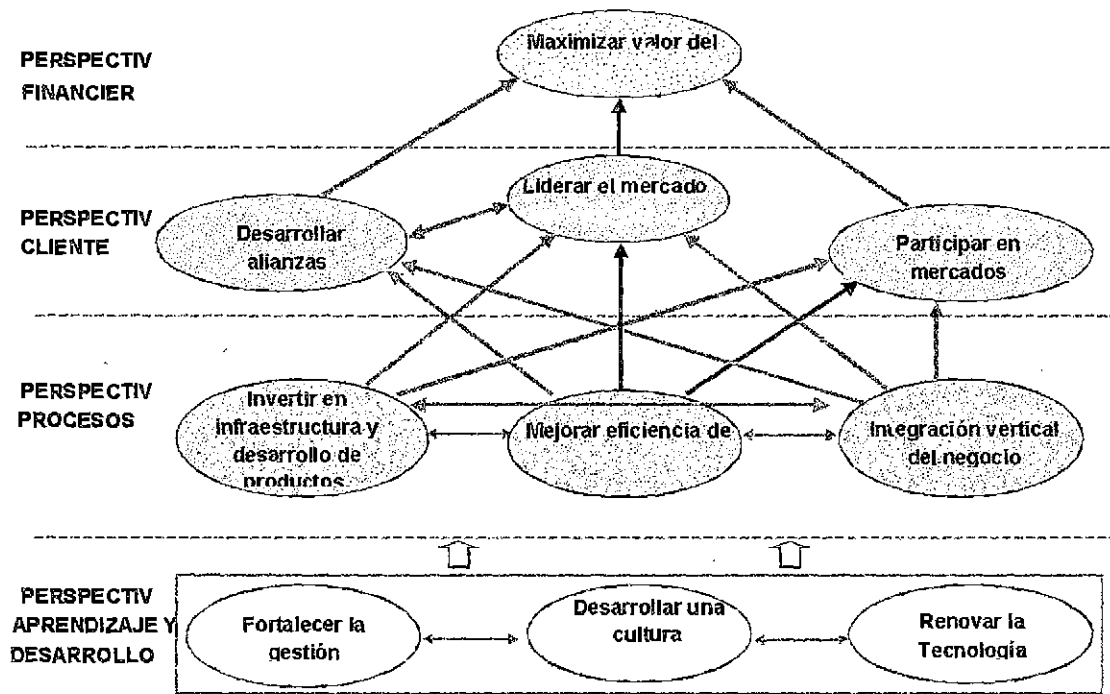 PERSPECTIV
FINANCIER
Maximizar valor del
PERSPECTIV
CLIENTE
Desarrollar
alianzas
Liderar el mercado
Participar en
mercados
PERSPECTIV
PROCESOS
Invertir en
infraestructura y
desarrollo de
productos
Mejorar eficiencia de
Integración vertical
del negocio
PERSPECTIV
APRENDIZAJE Y
DESARROLLO
Fortalecer la
gestión
Desarrollar una
cultura
Renovar la
Tecnología